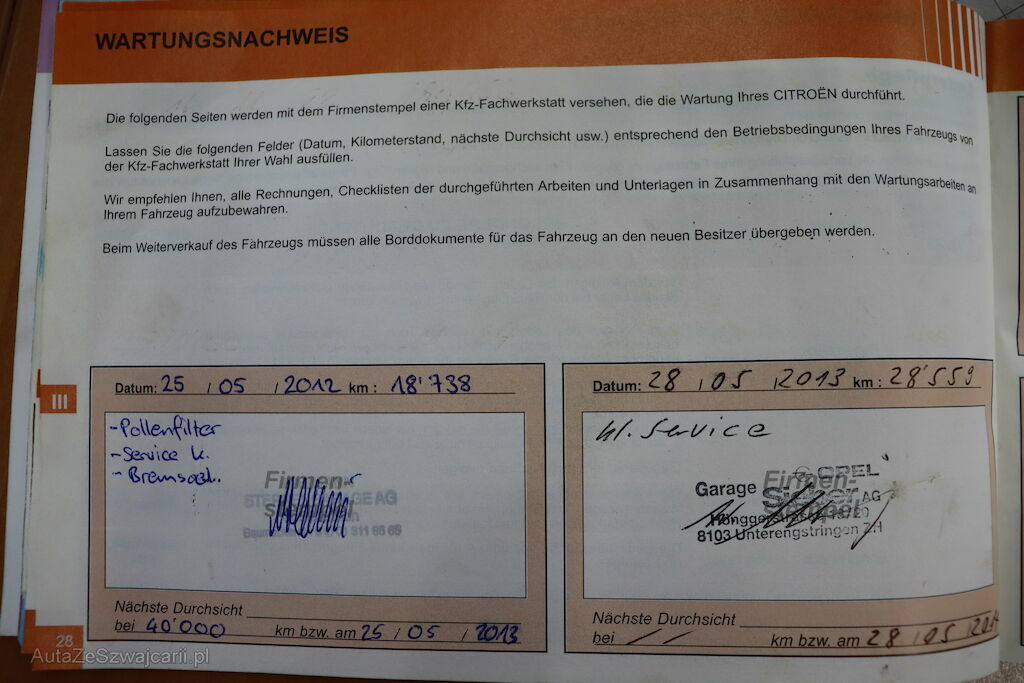 WARTUNGSNACHWEIS
Die folgenden Seiten werden mit dem Firmenstempel einer Kfz-Fachwerkstatt versehen, die die Wartung Ihres CITROËN durchführt.
Lassen Sie die folgenden Felder (Datum, Kilometerstand, nächste Durchsicht usw.) entsprechend den Betriebsbedingungen Ihres Fahrzeugs von
der Kfz-Fachwerkstatt Ihrer Wahl ausfüllen.
Wir empfehlen Ihnen, alle Rechnungen, Checklisten der durchgeführten Arbeiten und Unterlagen in Zusammenhang mit den Wartungsarbeiten an
Ihrem Fahrzeug aufzubewahren.
Beim Weiterverkauf des Fahrzeugs müssen alle Borddokumente für das Fahrzeug an den neuen Besitzer übergeben werden.
III
Datum: 25 / 05 / 2012 km : 18'738
-Pollenfilter
-Service k.
-
Firmen-
AG
Nächste Durchsicht
bei 40'000 km bzw. am 25 / 05 / 2013
Datum: 28 / 05 / 2013 km : 28'559
kl. Service
OPEL
Firmen-
Garage AG
Stempel
8103 Unterengstringen ZH
Nächste Durchsicht
bei / / km bzw. am 28 / 05 /
28
AutaZeSzwajcarii.pl